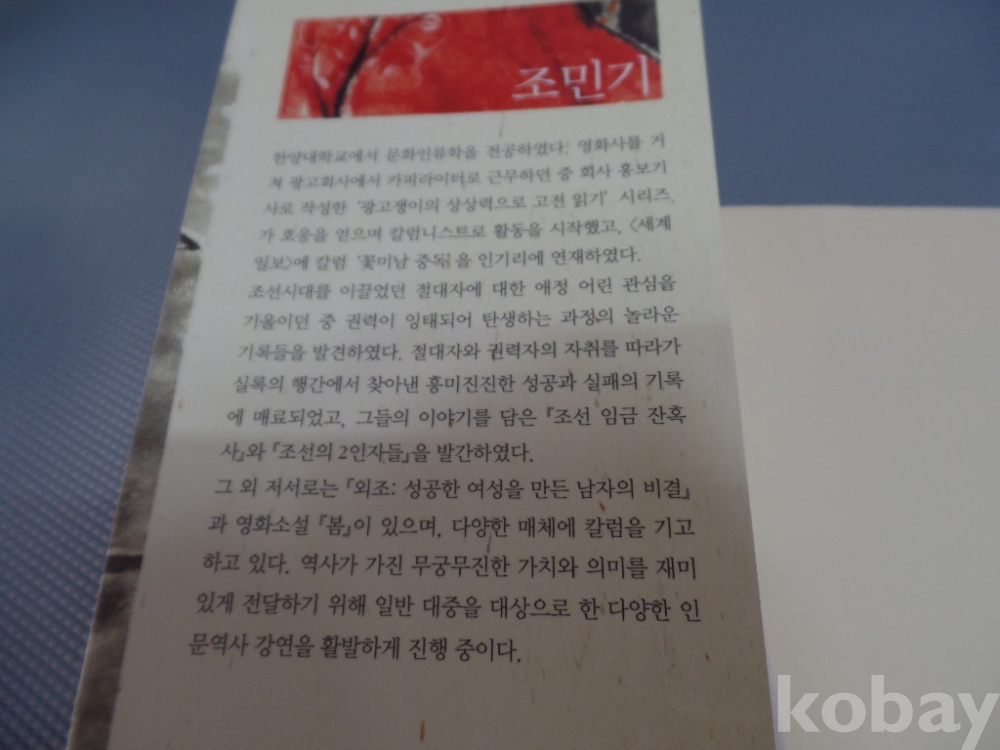 조민기
한양대학교에서 문화인류학을 전공하였다. 영화사를 거
쳐 광고회사에서 카피라이터로 근무하던 중 회사 홍보기
사로 작성한 '광고쟁이의 상상력으로 고전 읽기' 시리즈
가 호응을 얻으며 칼럼니스트로 활동을 시작했고, 〈세계
일보〉에 칼럼 '꽃미남 중독'을 인기리에 연재하였다.
조선시대를 이끌었던 절대자에 대한 애정 어린 관심을
기울이던 중 권력이 잉태되어 탄생하는 과정의 놀라운
기록들을 발견하였다. 절대자와 권력자의 자취를 따라가
실록의 행간에서 찾아낸 흥미진진한 성공과 실패의 기록
에 매료되었고, 그들의 이야기를 담은 『조선 임금 잔혹
사』와 『조선의 2인자들』을 발간하였다.
그 외 저서로는 『외조: 성공한 여성을 만든 남자의 비결』
과 영화소설 『봄』이 있으며, 다양한 매체에 칼럼을 기고
하고 있다. 역사가 가진 무궁무진한 가치와 의미를 재미
있게 전달하기 위해 일반 대중을 대상으로 한 다양한 인
문역사 강연을 활발하게 진행 중이다.
kobay